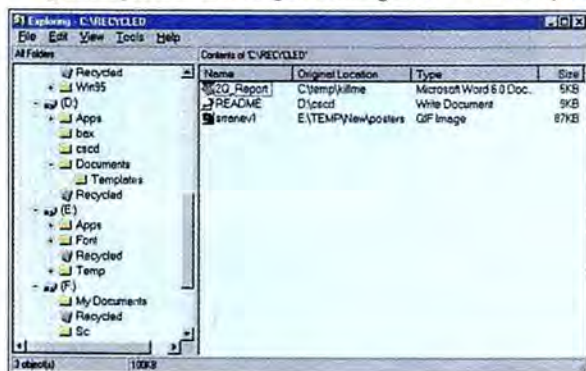 Exploring - C:\RECYCLED
File Edit View Tools Help
All Folders
Contents of 'C:\RECYCLED'
Recycled
Win95
(D:)
Apps
bax
cscd
Documents
Templates
Recycled
(E:)
Apps
Font
Recycled
Temp
(F:)
My Documents
Recycled
Sc
Name Original Location Type Size
2Q_Report C:\temp\killme Microsoft Word 6.0 Doc... 5KB
README D:\cscd Write Document 9KB
E:\TEMP\New\posters GIF Image 87KB
3 object(s) 100KB